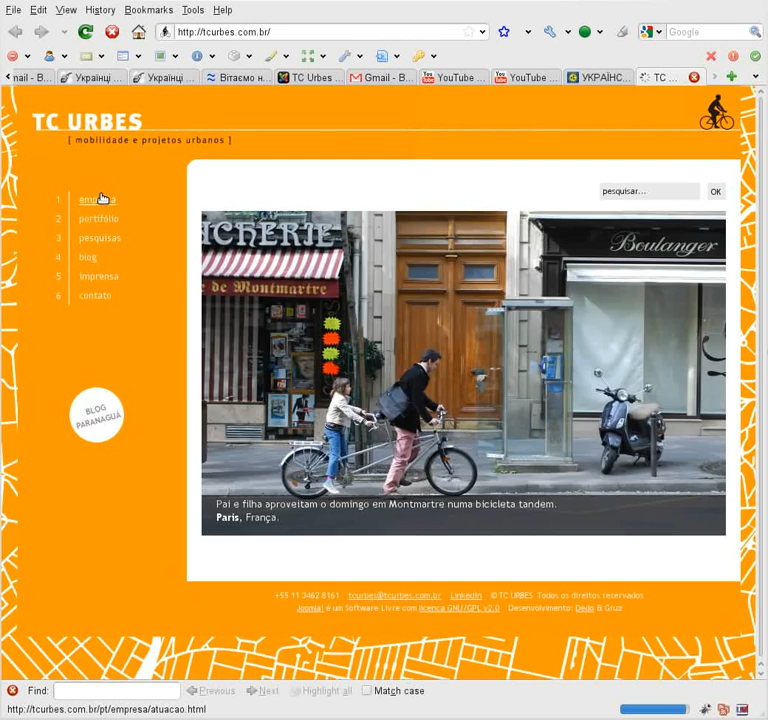 File Edit View History Bookmarks Tools Help
http://tcurbes.com.br/
Google
nail - B...
Українці ...
Українці ...
Вітаємо н...
TC Urbes ...
Gmail - B...
YouTube ...
YouTube ...
УКРАЇНС...
TC ...
TC URBES
[ mobilidade e projetos urbanos ]
1
2 portifólio
3 pesquisas
4 blog
5 imprensa
6 contato
BLOG
PARANAGUÁ
pesquisar...
OK
CHERIE
de Montmartre
Boulanger
Pai e filha aproveitam o domingo em Montmartre numa bicicleta tandem.
Paris, França.
+55 11 3462 8161 tcurbes@tcurbes.com.br LinkedIn © TC URBES Todos os direitos reservados
Joomla! é um Software Livre com licença GNU/GPL v2.0 Desenvolvimento: Dedo & Gruz
Find:
Previous
Next
Highlight all
Match case
http://tcurbes.com.br/pt/empresa/atuacao.html